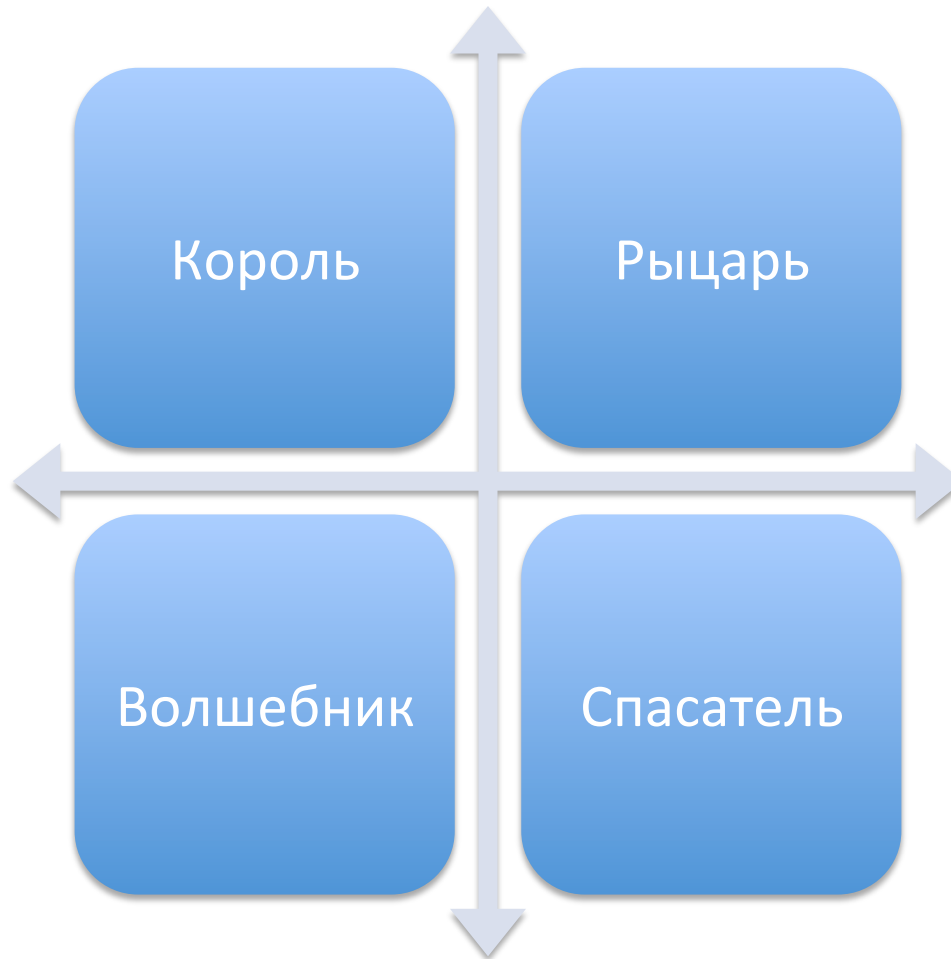 Король
Рыцарь
Волшебник
Спасатель